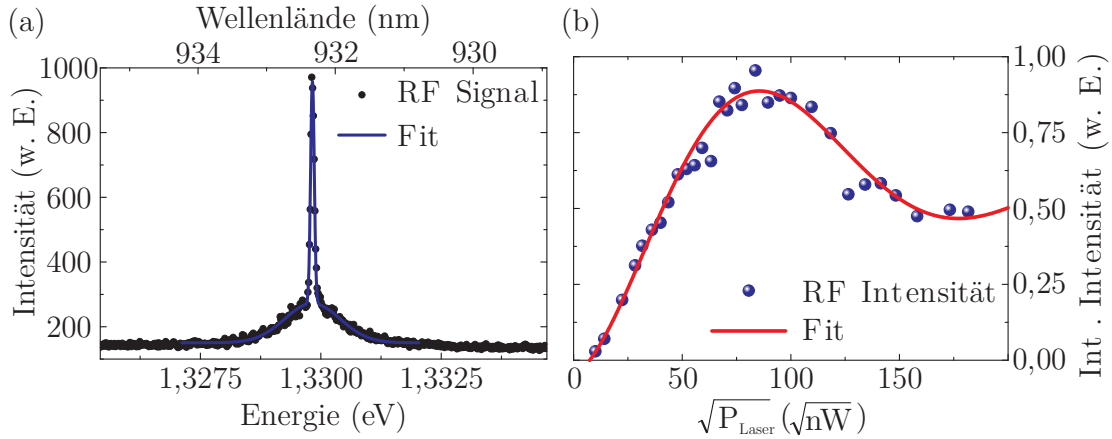 (a)
Wellenlände (nm)
934 932 930
Intensität (w. E.)
1000
800
600
400
200
RF Signal
Fit
1,3275 1,3300 1,3325
Energie (eV)
(b)
1,00
0,75
0,50
0,25
0,00
Int . Intensität (w. E.)
RF Intensität
Fit
0 50 100 150
√P_Laser (√nW)